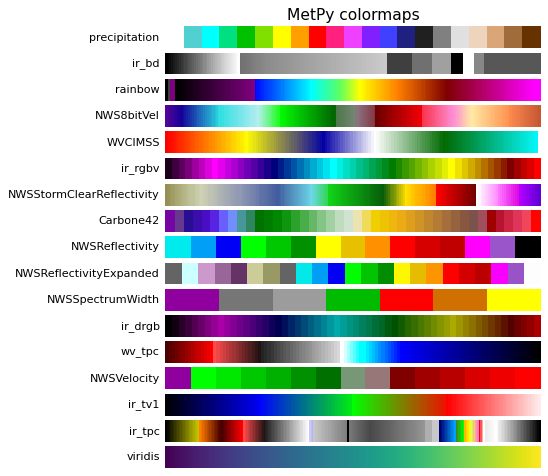 MetPy colormaps
precipitation
ir_bd
rainbow
NWS8bitVel
WVCIMSS
ir_rgbv
NWSStormClearReflectivity
Carbone42
NWSReflectivity
NWSReflectivityExpanded
NWSSpectrumWidth
ir_drgb
wv_tpc
NWSVelocity
ir_tv1
ir_tpc
viridis